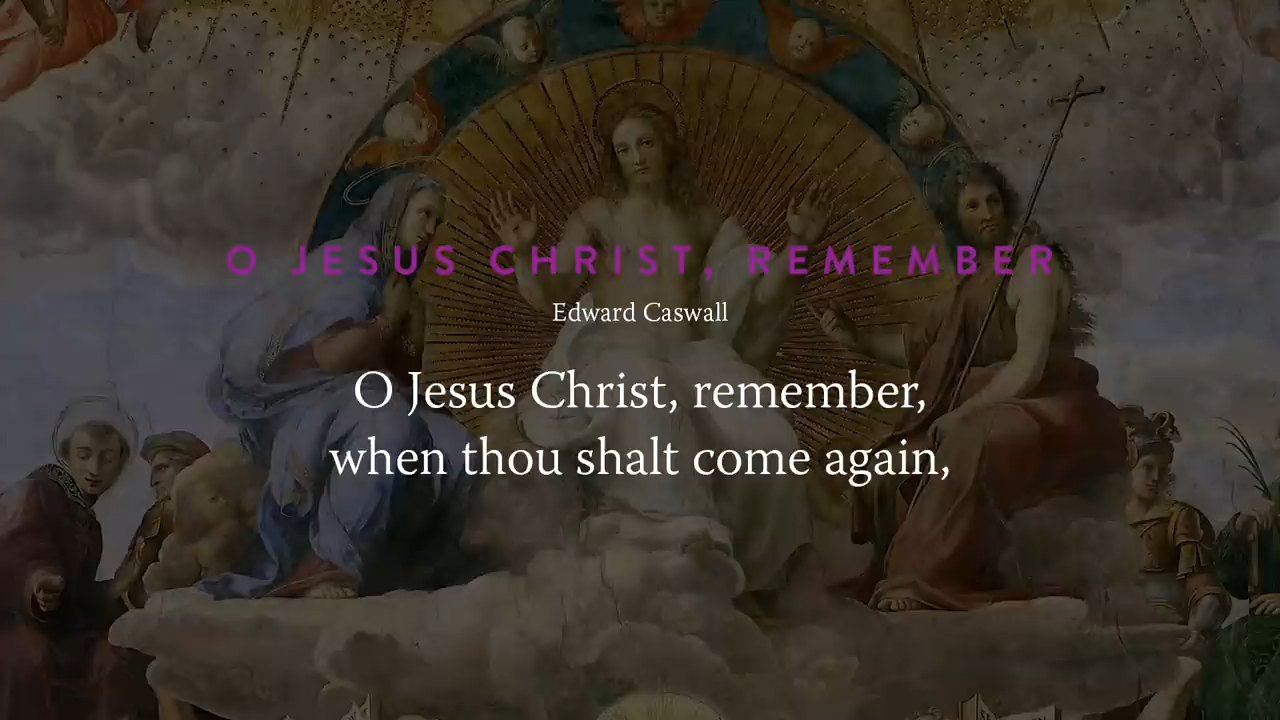 O JESUS CHRIST, REMEMBER
Edward Caswall
O Jesus Christ, remember,
when thou shalt come again,